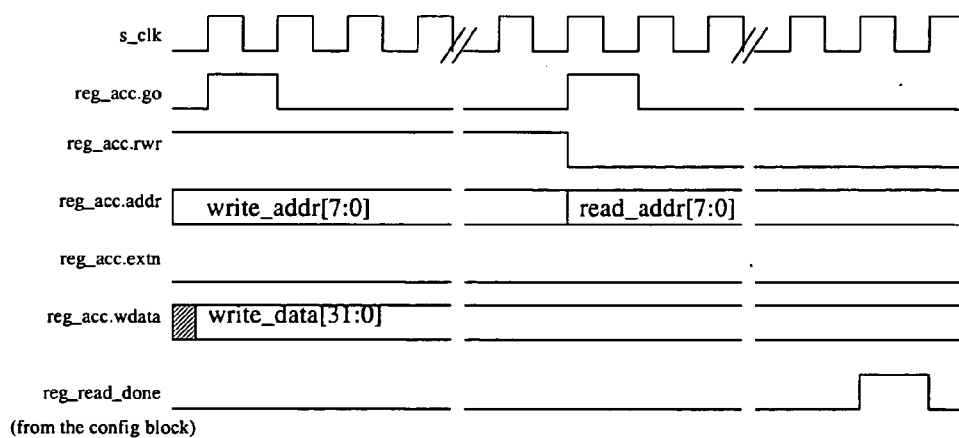 s_clk
reg_acc.go
reg_acc.rwr
reg_acc.addr
write_addr[7:0]
read_addr[7:0]
reg_acc.extn
reg_acc.wdata
write_data[31:0]
reg_read_done
(from the config block)